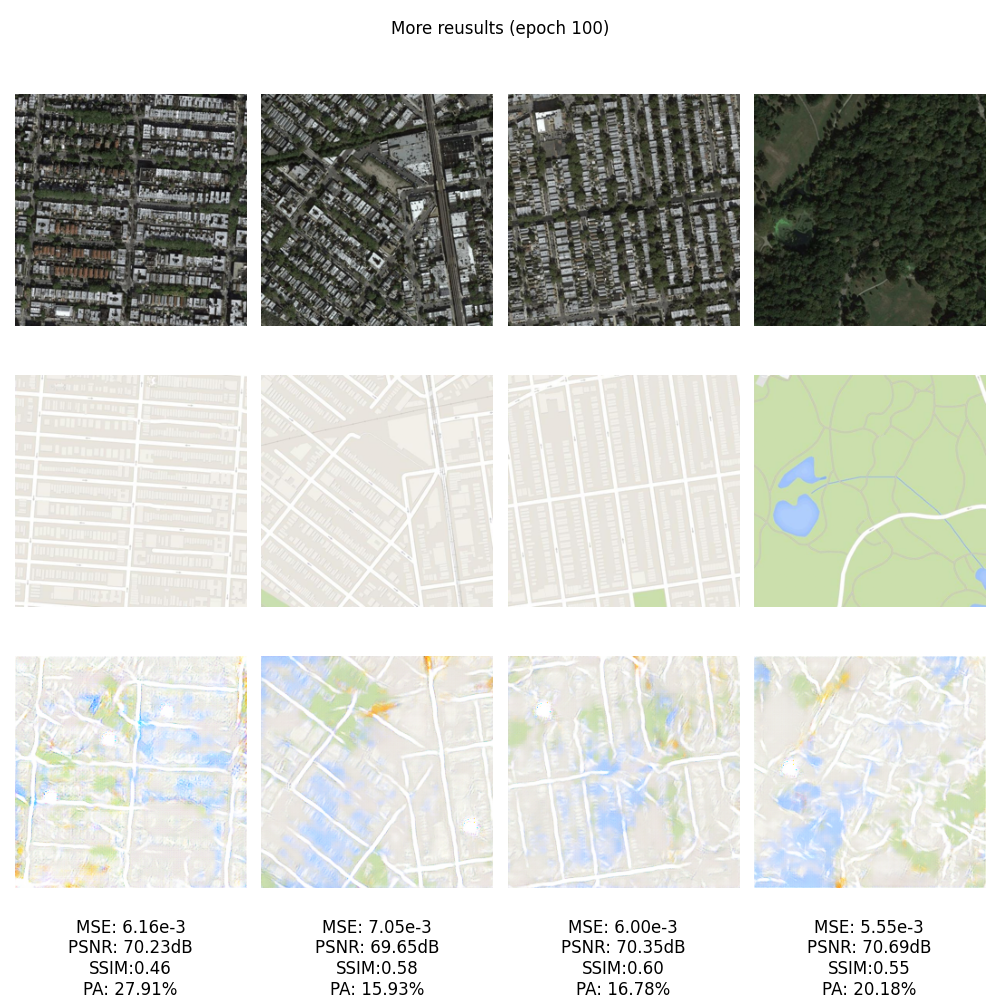 More reusults (epoch 100)
MSE: 6.16e-3
PSNR: 70.23dB
SSIM:0.46
PA: 27.91%
MSE: 7.05e-3
PSNR: 69.65dB
SSIM:0.58
PA: 15.93%
MSE: 6.00e-3
PSNR: 70.35dB
SSIM:0.60
PA: 16.78%
MSE: 5.55e-3
PSNR: 70.69dB
SSIM:0.55
PA: 20.18%